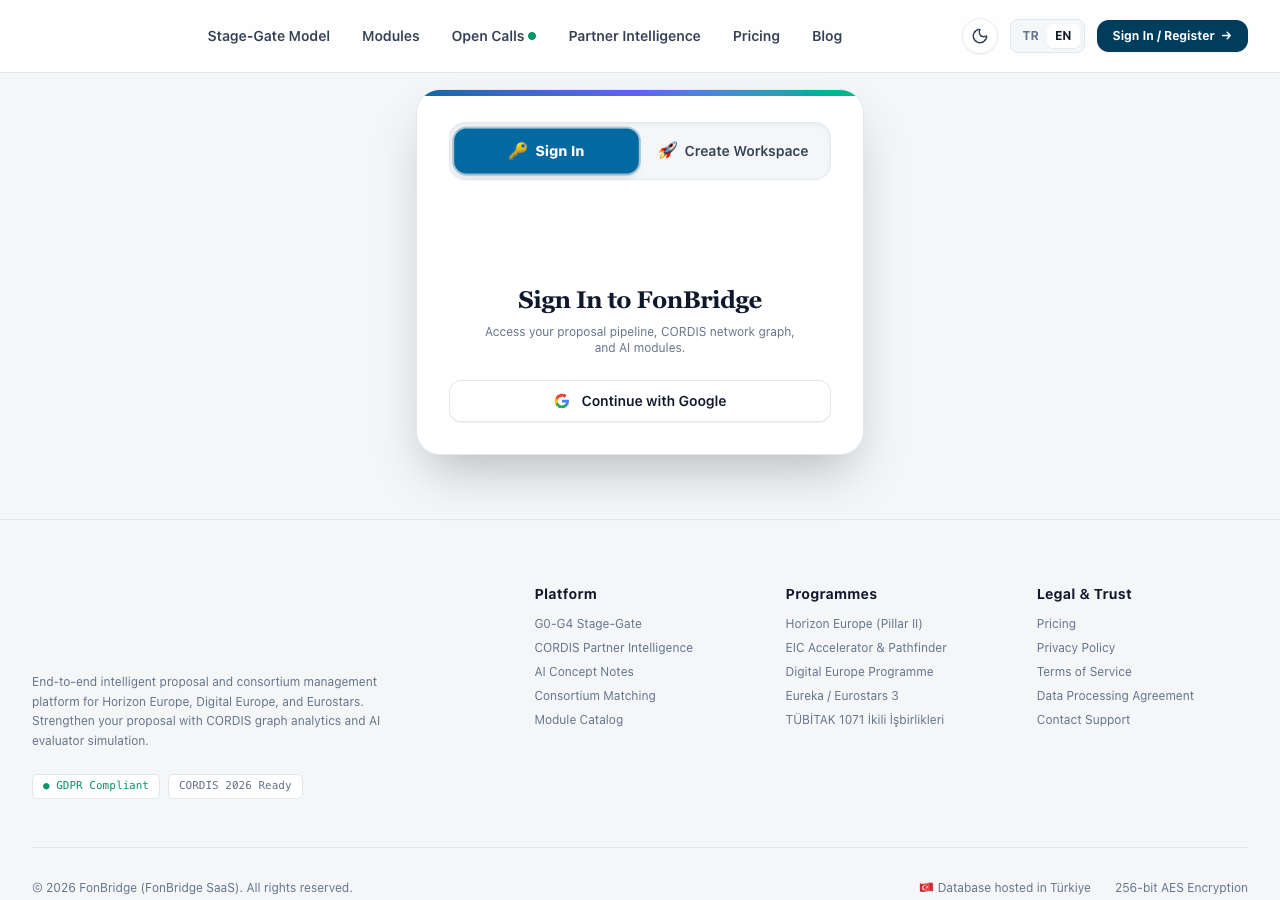 Stage-Gate Model
Modules
Open Calls
Partner Intelligence
Pricing
Blog
TR
EN
Sign In / Register →
🔑 Sign In
🚀 Create Workspace
Sign In to FonBridge
Access your proposal pipeline, CORDIS network graph,
and AI modules.
Continue with Google
End-to-end intelligent proposal and consortium management
platform for Horizon Europe, Digital Europe, and Eurostars.
Strengthen your proposal with CORDIS graph analytics and AI
evaluator simulation.
● GDPR Compliant
CORDIS 2026 Ready
Platform
G0-G4 Stage-Gate
CORDIS Partner Intelligence
AI Concept Notes
Consortium Matching
Module Catalog
Programmes
Horizon Europe (Pillar II)
EIC Accelerator & Pathfinder
Digital Europe Programme
Eureka / Eurostars 3
TÜBİTAK 1071 İkili İşbirlikleri
Legal & Trust
Pricing
Privacy Policy
Terms of Service
Data Processing Agreement
Contact Support
© 2026 FonBridge (FonBridge SaaS). All rights reserved.
🇹🇷 Database hosted in Türkiye
256-bit AES Encryption